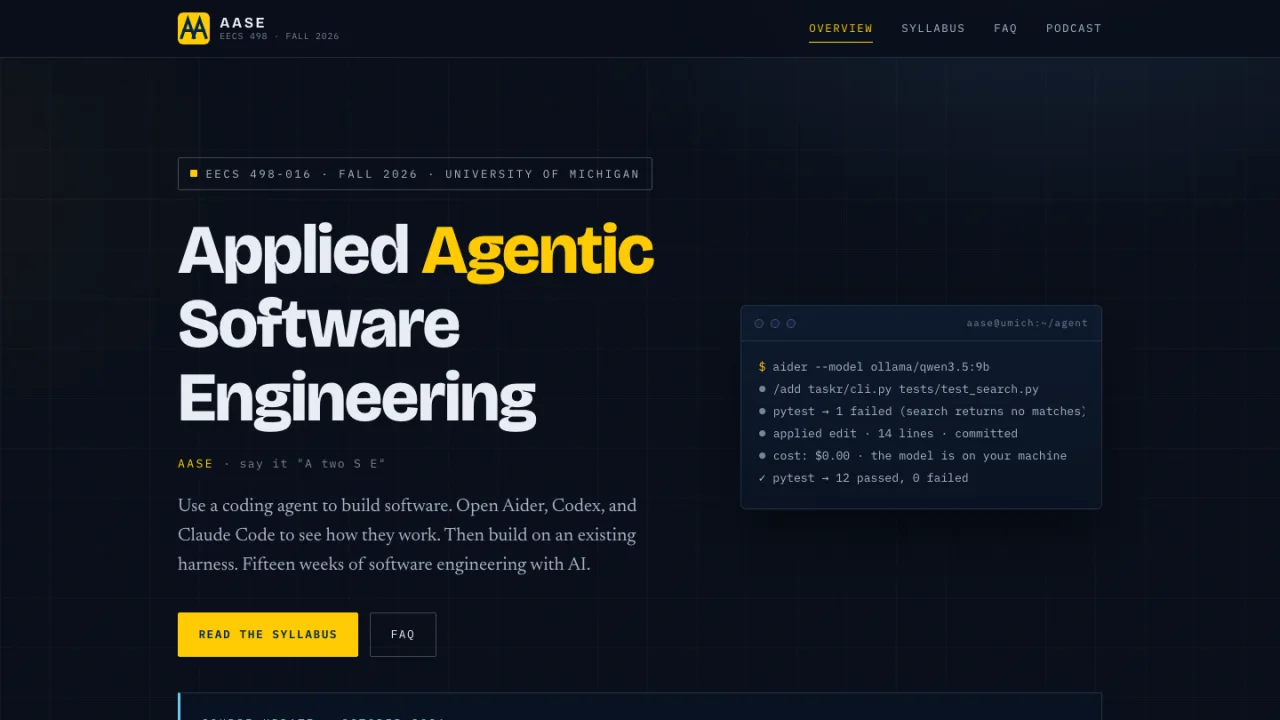 AASE
EECS 498 · FALL 2026
OVERVIEW
SYLLABUS
FAQ
PODCAST
EECS 498-016 · FALL 2026 · UNIVERSITY OF MICHIGAN
Applied Agentic
Software
Engineering
AASE · say it "A two S E"
Use a coding agent to build software. Open Aider, Codex, and
Claude Code to see how they work. Then build on an existing
harness. Fifteen weeks of software engineering with AI.
READ THE SYLLABUS
FAQ
aase@umich:~/agent
$ aider --model ollama/qwen3.5:9b
● /add taskr/cli.py tests/test_search.py
● pytest → 1 failed (search returns no matches)
● applied edit · 14 lines · committed
● cost: $0.00 · the model is on your machine
✓ pytest → 12 passed, 0 failed